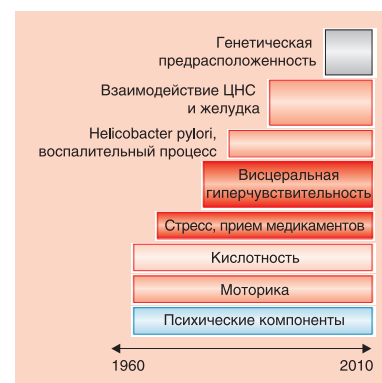 Генетическая
предрасположенность
Взаимодействие ЦНС
и желудка
Helicobacter pylori,
воспалительный процесс
Висцеральная
гиперчувствительность
Стресс, прием медикаментов
Кислотность
Моторика
Психические компоненты
1960 2010